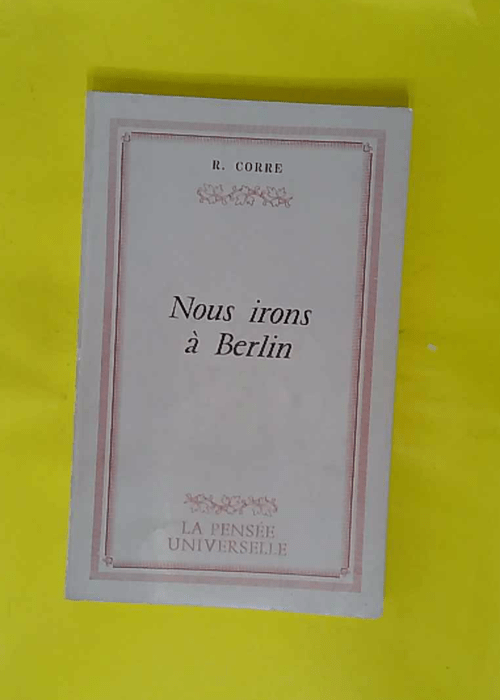 R. CORRE
Nous irons
à Berlin
LA PENSÉE
UNIVERSELLE